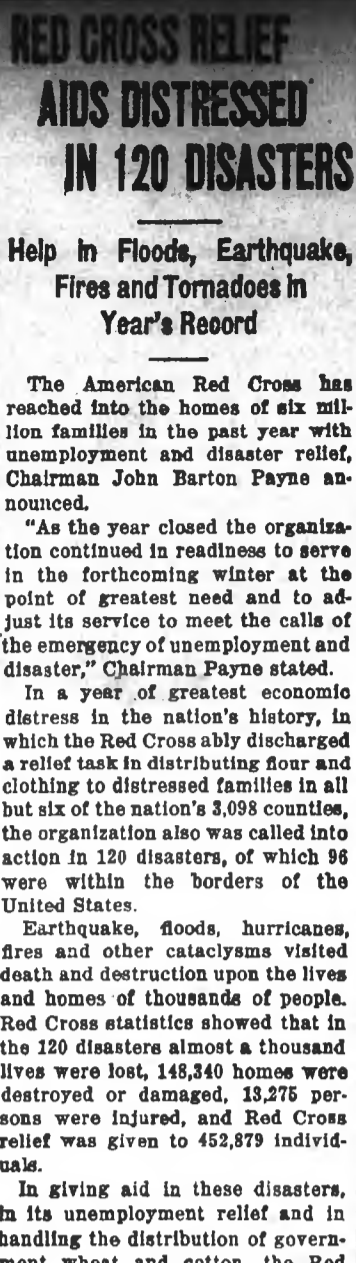 RED CROSS RELIEF
AIDS DISTRESSED
IN 120 DISASTERS
Help in Floods, Earthquake,
Fires and Tornadoes in
Year's Record
The American Red Cross has
reached into the homes of six mil-
lion families in the past year with
unemployment and disaster relief,
Chairman John Barton Payne an-
nounced.
"As the year closed the organiza-
tion continued in readiness to serve
in the forthcoming winter at the
point of greatest need and to ad-
just its service to meet the calls of
the emergency of unemployment and
disaster," Chairman Payne stated.
In a year of greatest economic
distress in the nation's history, in
which the Red Cross ably discharged
a relief task in distributing flour and
clothing to distressed families in all
but six of the nation's 3,098 counties,
the organization also was called into
action in 120 disasters, of which 96
were within the borders of the
United States.
Earthquake, floods, hurricanes,
fires and other cataclysms visited
death and destruction upon the lives
and homes of thousands of people.
Red Cross statistics showed that in
the 120 disasters almost a thousand
lives were lost, 148,340 homes were
destroyed or damaged, 13,275 per-
sons were injured, and Red Cross
relief was given to 452,879 individ-
uals.
In giving aid in these disasters,
in its unemployment relief and in
handling the distribution of govern-
ment wheat and cotton, the Red